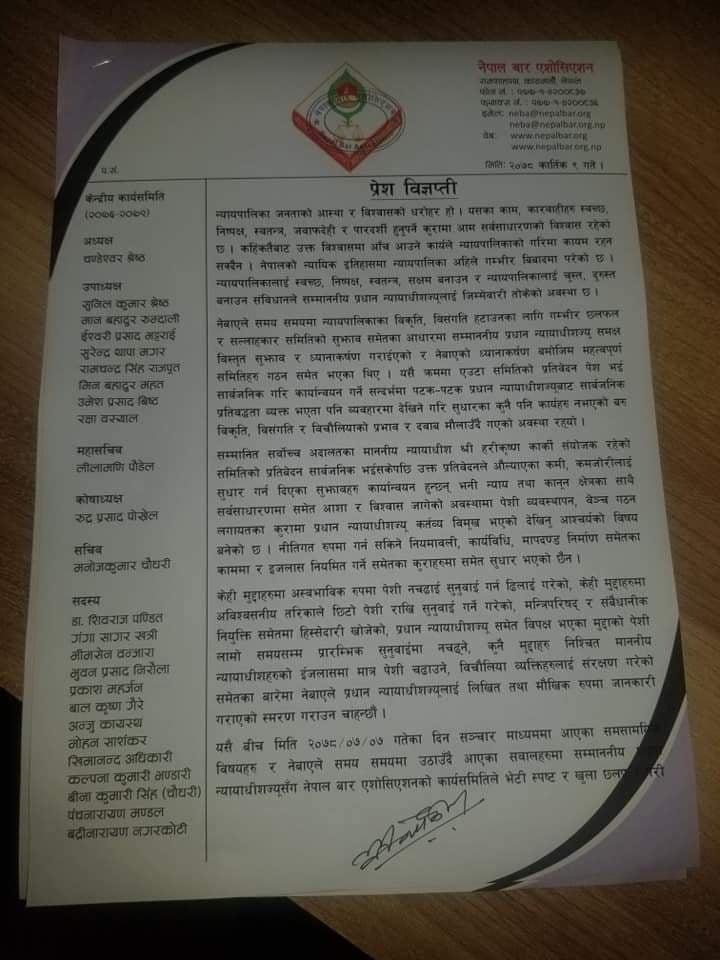 नेपाल बार एशोसिएशन
रामशाहपथ, काठमाडौं, नेपाल
फोन नं. : ९७७-१-४२००८३७
फ्याक्स नं. : ९७७-१-४२००८३६
इमेल: neba@nepalbar.org
neba@nepalbar.org.np
वेब: www.nepalbar.org
www.nepalbar.org.np
Nepal Bar Association
मिति: २०७८ कार्तिक ९ गते ।
प.सं.
केन्द्रीय कार्यसमिति
(२०७६-२०७९)
अध्यक्ष
चण्डेश्वर श्रेष्ठ
उपाध्यक्ष
सुनिल कुमार श्रेष्ठ
मान बहादुर रुम्दाली
ईश्वरी प्रसाद भट्टराई
सुरेन्द्र थापा मगर
रामचन्द्र सिंह राजपूत
मिन बहादुर महत
उमेश प्रसाद बिष्ठ
रक्षा बस्याल
महासचिव
लीलामणि पौडेल
कोषाध्यक्ष
रुद्र प्रसाद पोखेल
सचिव
मनोजकुमार चौधरी
सदस्य
डा. शिवराज पण्डित
गंगा सागर खत्री
भीमसेन वन्जारा
भुवन प्रसाद निरौला
प्रकाश महर्जन
बाल कृष्ण गैरे
अन्जु कायस्थ
मोहन साशंकर
खिमानन्द अधिकारी
कल्पना कुमारी भण्डारी
बीना कुमारी सिंह (चौधरी)
पंचनारायण मण्डल
बद्रीनारायण नगरकोटी
प्रेश विज्ञप्ती
न्यायपालिका जनताको आस्था र विश्वासको धरोहर हो । यसका काम, कारवाहीहरु स्वच्छ,
निष्पक्ष, स्वतन्त्र, जवाफदेही र पारदर्शी हुनुपर्ने कुरामा आम सर्वसाधारणको विश्वास रहेको
छ । कहिकतैबाट उक्त विश्वासमा आँच आउने कार्यले न्यायपालिकाको गरिमा कायम रहन
सक्दैन । नेपालको न्यायिक इतिहासमा न्यायपालिका अहिले गम्भीर बिवादमा परेको छ ।
न्यायपालिकालाई स्वच्छ, निष्पक्ष, स्वतन्त्र, सक्षम बनाउन र न्यायपालिकालाई चुस्त, दुरुस्त
बनाउन संविधानले सम्माननीय प्रधान न्यायाधीशज्यूलाई जिम्मेवारी तोकेको अवस्था छ ।
नेबाएले समय समयमा न्यायपालिकाका विकृति, विसंगति हटाउनका लागि गम्भीर छलफल
र सल्लाहकार समितिको सुझाव समेतका आधारमा सम्माननीय प्रधान न्यायाधीशज्यू समक्ष
विस्तृत सुझाव र ध्यानाकर्षण गराईएको र नेबाएको ध्यानाकर्षण बमोजिम महत्वपूर्ण
समितिहरु गठन समेत भएका थिए । यसै क्रममा एउटा समितिको प्रतिवेदन पेश भई
सार्वजनिक गरि कार्यान्वयन गर्ने सन्दर्भमा पटक-पटक प्रधान न्यायाधीशज्यूबाट सार्वजनिक
प्रतिबद्धता व्यक्त भएता पनि व्यवहारमा देखिने गरि सुधारका कुनै पनि कार्यहरु नभएको बरु
विकृति, विसंगति र विचौलियाको प्रभाव र दवाब मौलाउँदै गएको अवस्था रहयो ।
सम्मानित सर्वोच्च अदालतका माननीय न्यायाधीश श्री हरीकृष्ण कार्की संयोजक रहेको
समितिको प्रतिवेदन सार्वजनिक भईसकेपछि उक्त प्रतिवेदनले औंल्याएका कमी, कमजोरीलाई
सुधार गर्न दिएका सुझावहरु कार्यान्वयन हुन्छन् भनी न्याय तथा कानून क्षेत्रका साथै
सर्वसाधारणमा समेत आशा र विश्वास जागेको अवस्थामा पेशी व्यवस्थापन, वेञ्च गठन
लगायतका कुरामा प्रधान न्यायाधीशज्यू कर्तव्य विमूख भएको देखिनु आश्चर्यको विषय
बनेको छ । नीतिगत रुपमा गर्न सकिने नियमावली, कार्यविधि, मापदण्ड निर्माण समेतका
काममा र इजलास नियमित गर्ने समेतका कुराहरुमा समेत सुधार भएको छैन ।
केही मुद्दाहरुमा अस्वभाविक रुपमा पेशी नचढाई सुनुवाई गर्न ढिलाई गरेको, केही मुद्दाहरुमा
अविश्वसनीय तरिकाले छिटो पेशी राखि सुनुवाई गर्ने गरेको, मन्त्रिपरिषद् र संबैधानीक
नियुक्ति समेतमा हिस्सेदारी खोजेको, प्रधान न्यायाधीशज्यू समेत विपक्ष भएका मुद्दाको पेशी
लामो समयसम्म प्रारम्भिक सुनुवाईमा नचढ्ने, कुनै मुद्दाहरु निश्चित माननीय
न्यायाधीशहरुको ईजलासमा मात्र पेशी चढाउने, विचौलिया व्यक्तिहरुलाई संरक्षण गरेको
समेतका बारेमा नेबाएले प्रधान न्यायाधीशज्यूलाई लिखित तथा मौखिक रुपमा जानकारी
गराएको स्मरण गराउन चाहन्छौं ।
यसै बीच मिति २०७८/०७/०७ गतेका दिन सञ्चार माध्यममा आएका समसामयिक
विषयहरु र नेबाएले समय समयमा उठाउँदै आएका सवालहरुमा सम्माननीय
न्यायाधीशज्यूसँग नेपाल बार एशोसिएशनको कार्यसमितिले भेटी स्पष्ट र खुला